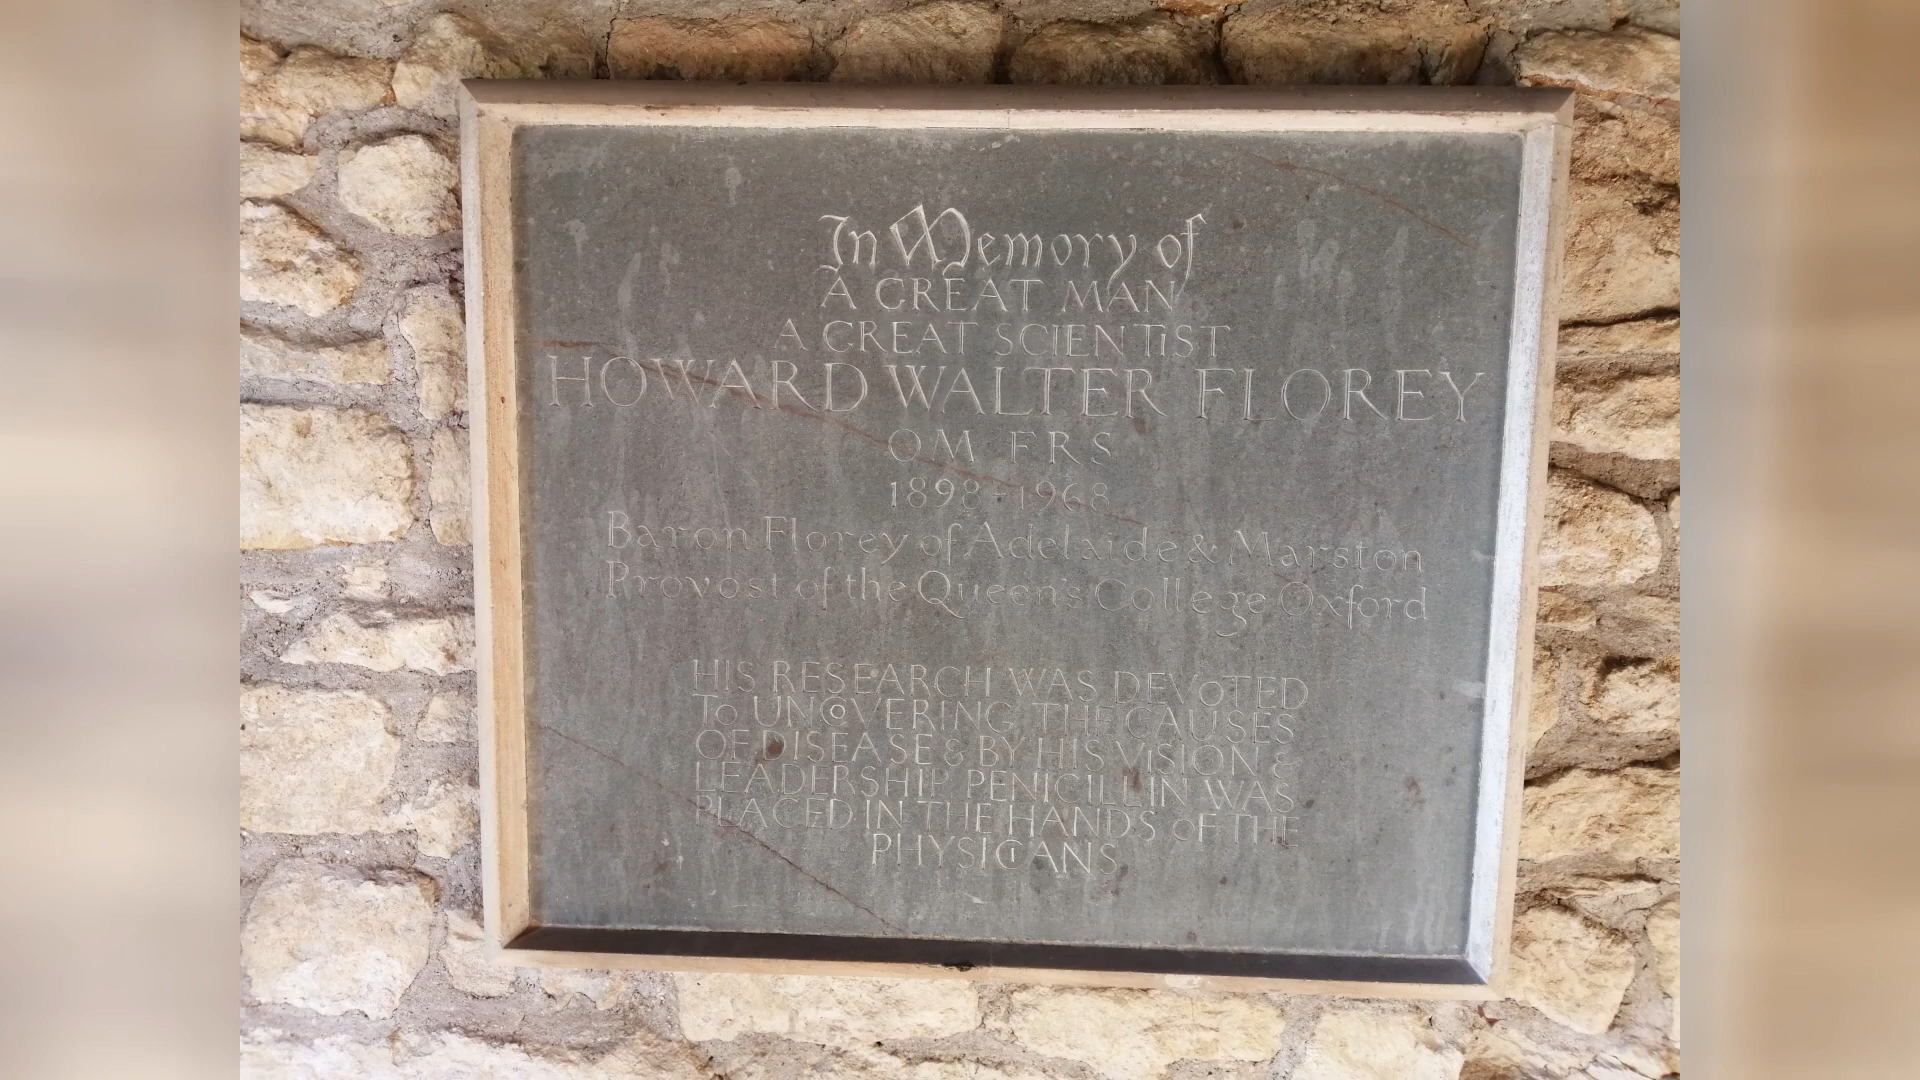 In Memory of
A GREAT MAN
A GREAT SCIENTIST
HOWARD WALTER FLOREY
OM FRS
1898-1968
Baron Florey of Adelaide & Marston
Provost of the Queen's College Oxford
HIS RESEARCH WAS DEVOTED
TO UNCOVERING THE CAUSES
OF DISEASE & BY HIS VISION &
LEADERSHIP PENICILLIN WAS
PLACED IN THE HANDS OF THE
PHYSICIANS